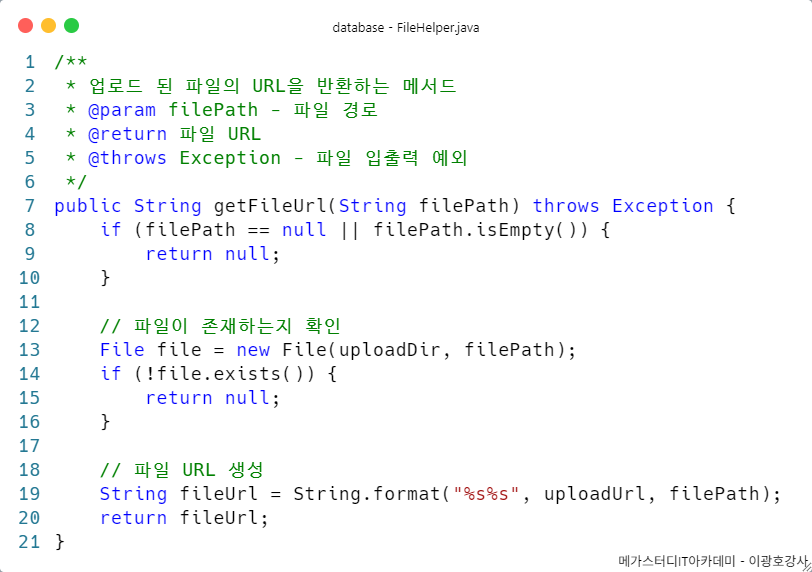 database - FileHelper.java
1 /**
2  * 업로드 된 파일의 URL을 반환하는 메서드
3  * @param filePath - 파일 경로
4  * @return 파일 URL
5  * @throws Exception - 파일 입출력 예외
6  */
7 public String getFileUrl(String filePath) throws Exception {
8     if (filePath == null || filePath.isEmpty()) {
9         return null;
10     }
11
12     // 파일이 존재하는지 확인
13     File file = new File(uploadDir, filePath);
14     if (!file.exists()) {
15         return null;
16     }
17
18     // 파일 URL 생성
19     String fileUrl = String.format("%s%s", uploadUrl, filePath);
20     return fileUrl;
21 }
메가스터디IT아카데미 - 이광호강사